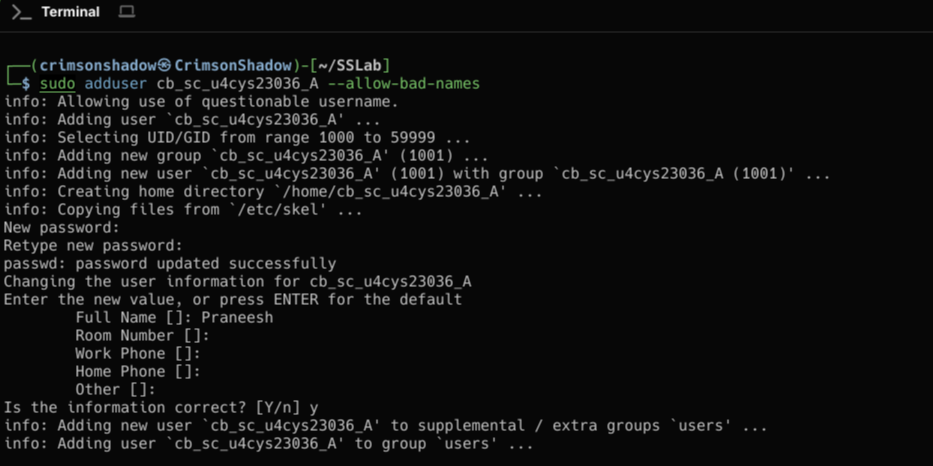 >_ Terminal
┌──(crimsonshadow㉿CrimsonShadow)-[~/SSLab]
└─$ sudo adduser cb_sc_u4cys23036_A --allow-bad-names
info: Allowing use of questionable username.
info: Adding user `cb_sc_u4cys23036_A' ...
info: Selecting UID/GID from range 1000 to 59999 ...
info: Adding new group `cb_sc_u4cys23036_A' (1001) ...
info: Adding new user `cb_sc_u4cys23036_A' (1001) with group `cb_sc_u4cys23036_A (1001)' ...
info: Creating home directory `/home/cb_sc_u4cys23036_A' ...
info: Copying files from `/etc/skel' ...
New password:
Retype new password:
passwd: password updated successfully
Changing the user information for cb_sc_u4cys23036_A
Enter the new value, or press ENTER for the default
        Full Name []: Praneesh
        Room Number []:
        Work Phone []:
        Home Phone []:
        Other []:
Is the information correct? [Y/n] y
info: Adding new user `cb_sc_u4cys23036_A' to supplemental / extra groups `users' ...
info: Adding user `cb_sc_u4cys23036_A' to group `users' ...